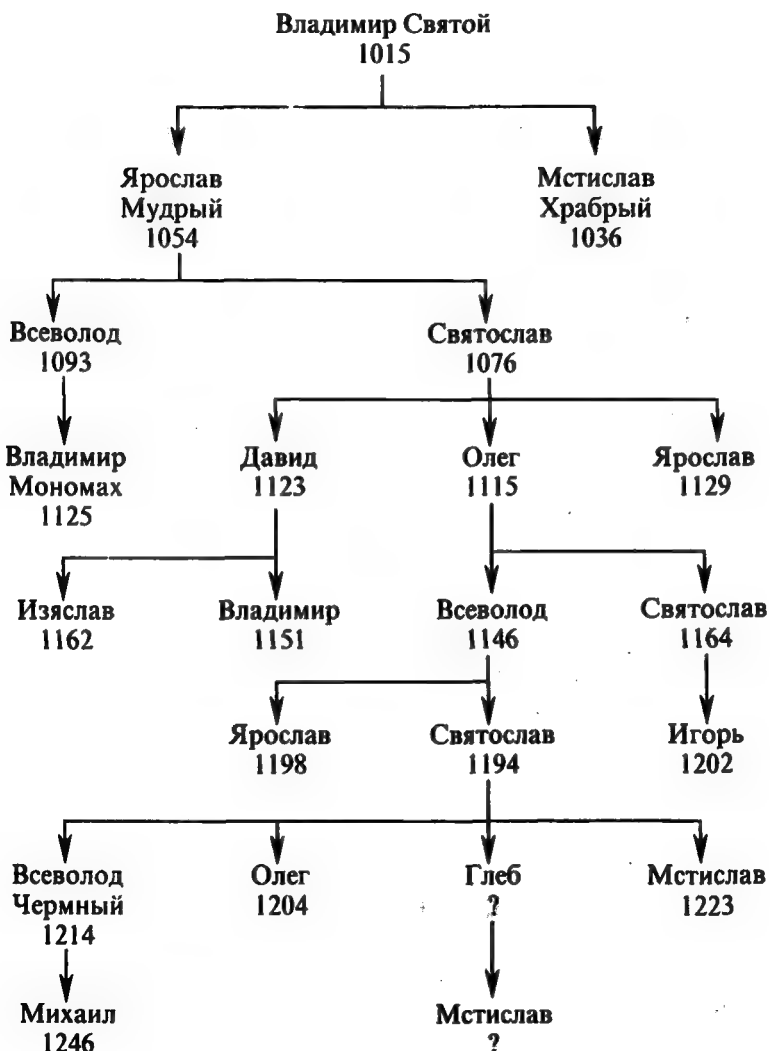 Владимир Святой
1015
Ярослав
Мудрый
1054
Мстислав
Храбрый
1036
Всеволод
1093
Святослав
1076
Владимир
Мономах
1125
Давид
1123
Олег
1115
Ярослав
1129
Изяслав
1162
Владимир
1151
Всеволод
1146
Святослав
1164
Ярослав
1198
Святослав
1194
Игорь
1202
Всеволод
Чермный
1214
Олег
1204
Глеб
?
Мстислав
1223
Михаил
1246
Мстислав
?